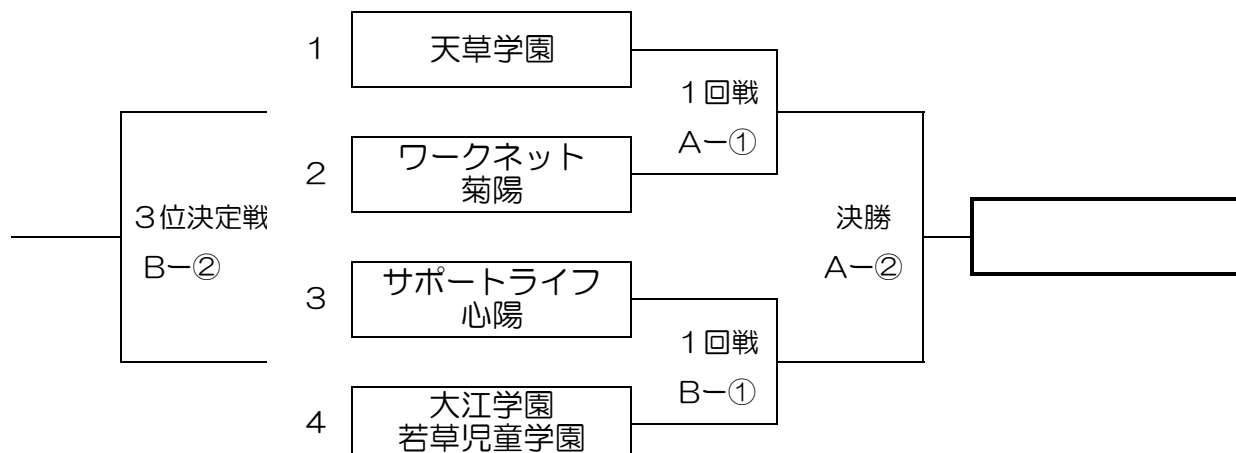 1
天草学園
1回戦
A－①
2
ワークネット
菊陽
3位決定戦
B－②
決勝
A－②
3
サポートライフ
心陽
1回戦
B－①
4
大江学園
若草児童学園